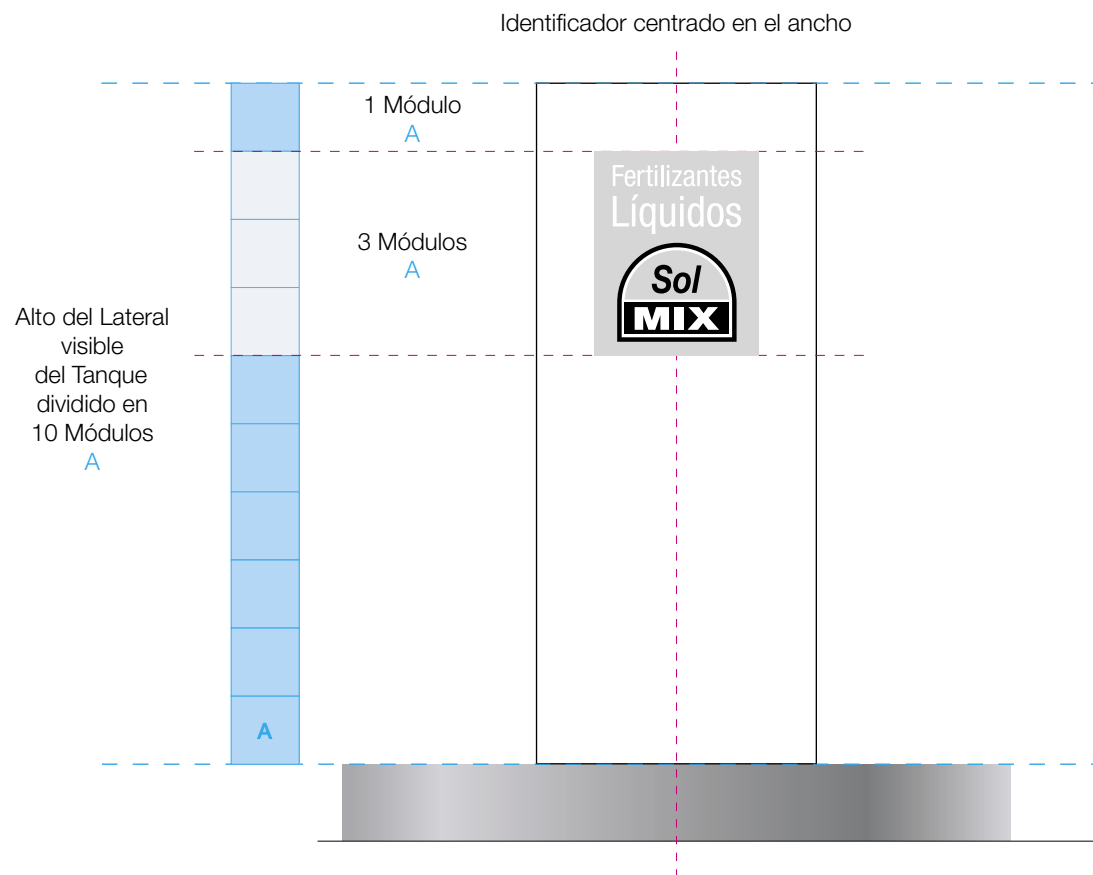 Identificador centrado en el ancho
1 Módulo
A
Fertilizantes
Líquidos
Sol
MIX
3 Módulos
A
Alto del Lateral
visible
del Tanque
dividido en
10 Módulos
A
A